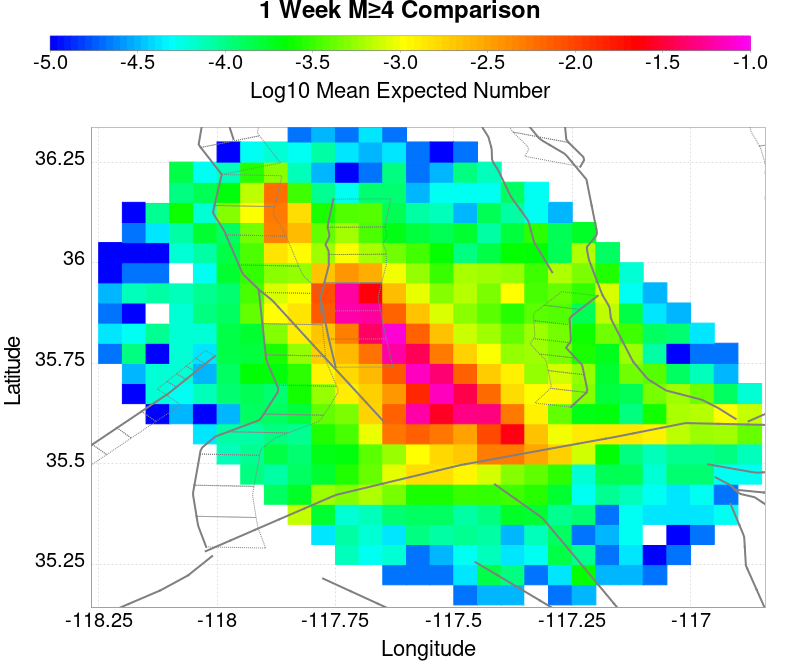 1 Week M≥4 Comparison
-5.0 -4.5 -4.0 -3.5 -3.0 -2.5 -2.0 -1.5 -1.0
Log10 Mean Expected Number
36.25
36
35.75
35.5
35.25
Latitude
-118.25 -118 -117.75 -117.5 -117.25 -117
Longitude